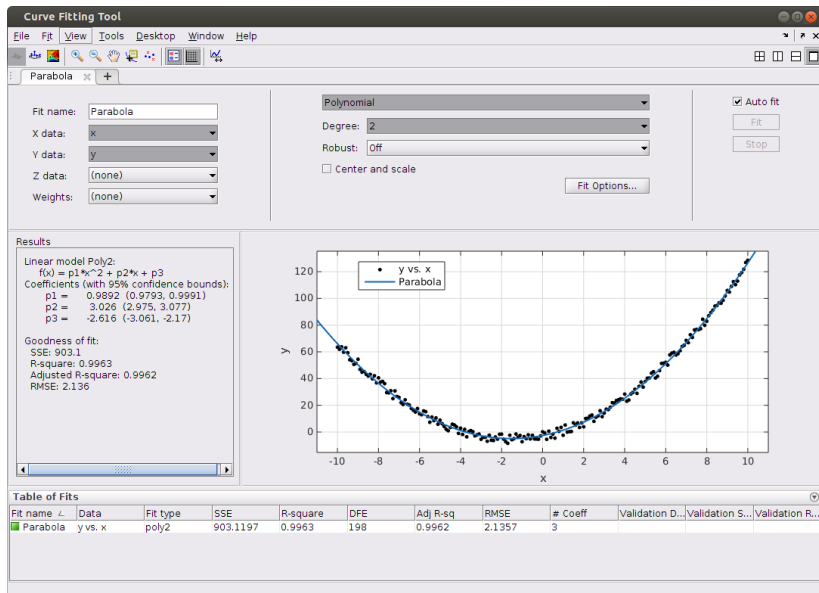 Curve Fitting Tool
File Fit View Tools Desktop Window Help
Parabola
Fit name: Parabola
X data: x
Y data: y
Z data: (none)
Weights: (none)
Polynomial
Degree: 2
Robust: Off
Center and scale
Fit Options...
Auto fit
Fit
Stop
Results
Linear model Poly2:
f(x) = p1*x^2 + p2*x + p3
Coefficients (with 95% confidence bounds):
p1 = 0.9892 (0.9793, 0.9991)
p2 = 3.026 (2.975, 3.077)
p3 = -2.616 (-3.061, -2.17)
Goodness of fit:
SSE: 903.1
R-square: 0.9963
Adjusted R-square: 0.9962
RMSE: 2.136
y vs. x
Parabola
120
100
80
60
40
20
0
y
-10 -8 -6 -4 -2 0 2 4 6 8 10
x
Table of Fits
Fit name Data Fit type SSE R-square DFE Adj R-sq RMSE # Coeff Validation D... Validation S... Validation R...
Parabola y vs. x poly2 903.1197 0.9963 198 0.9962 2.1357 3